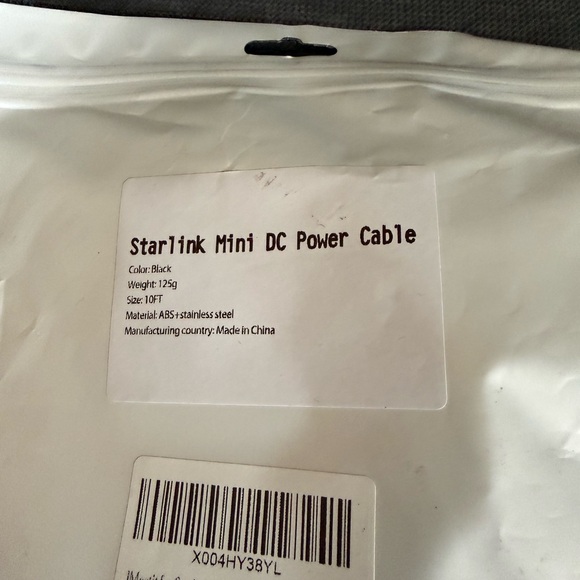 Starlink Mini DC Power Cable
Color: Black
Weight: 125g
Size: 10FT
Material: ABS+stainless steel
Manufacturing country: Made in China
X004HY38YL